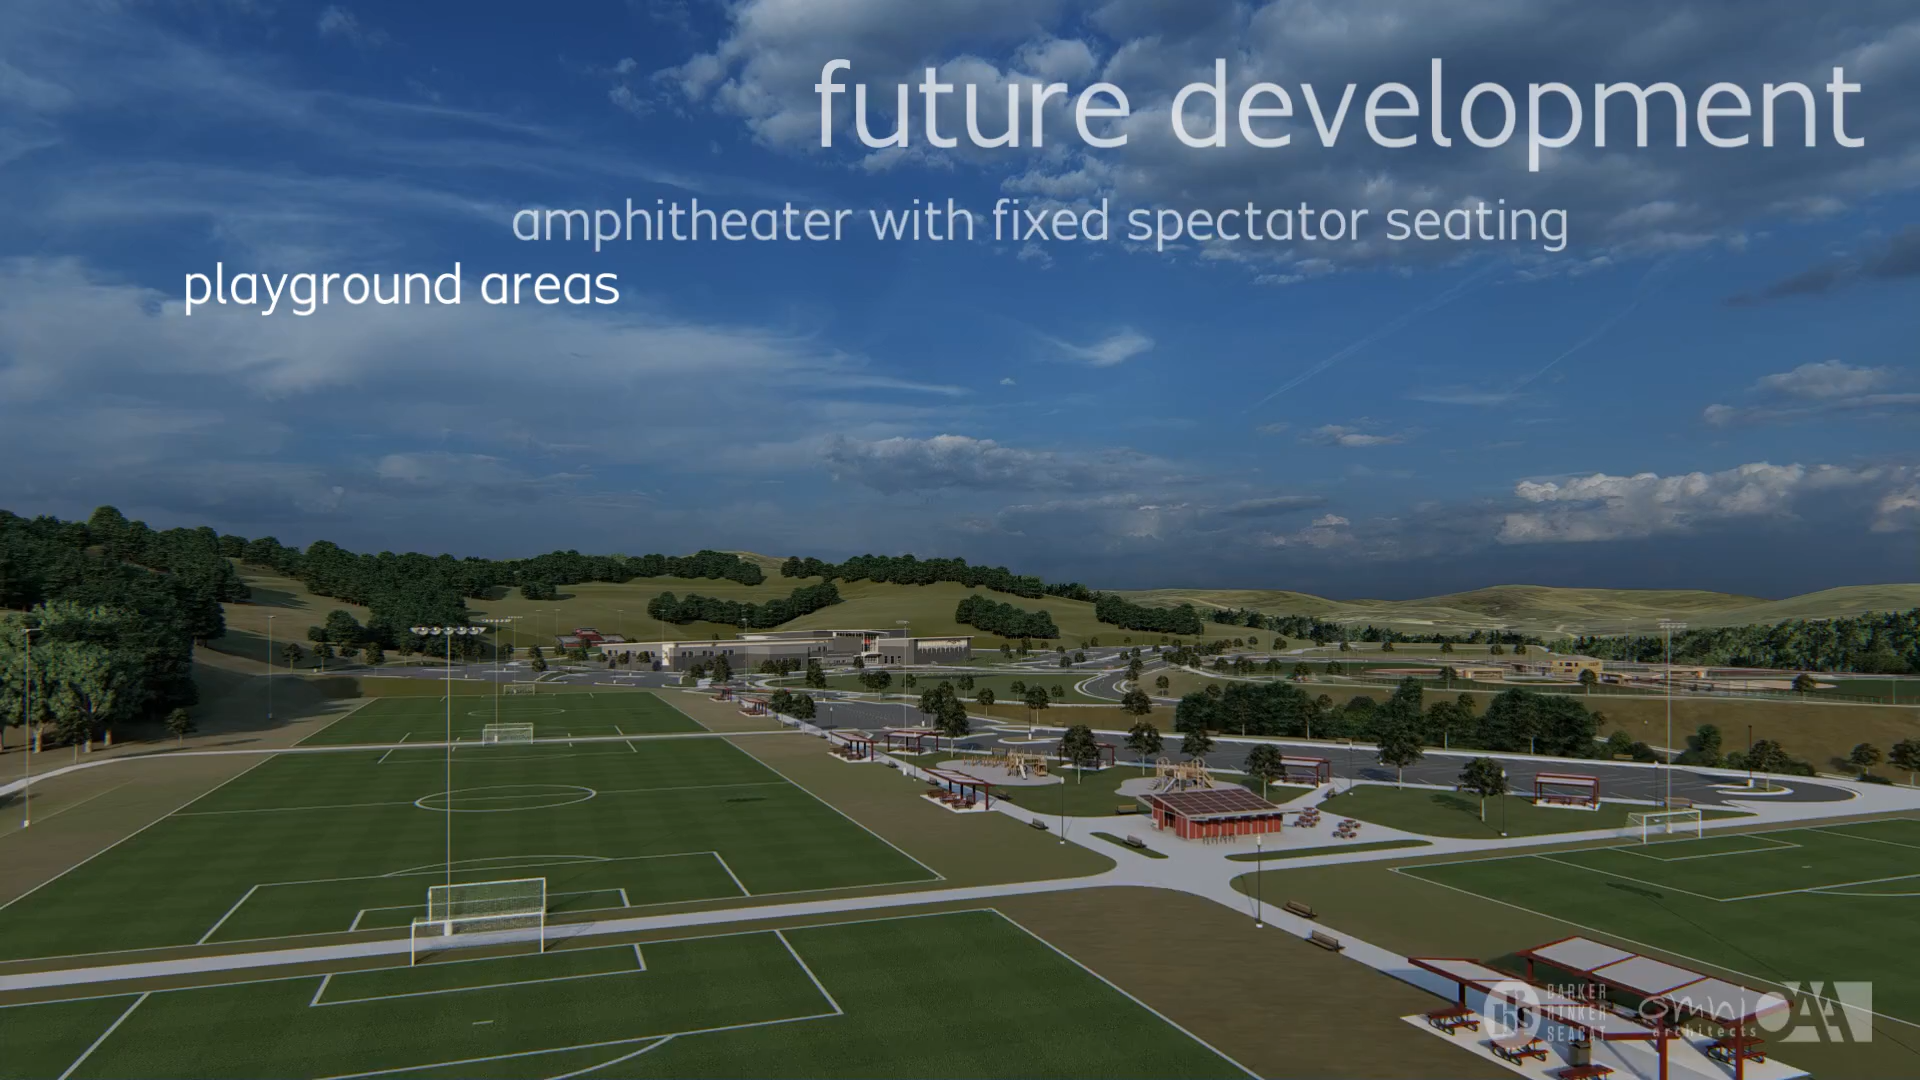 future development
amphitheater with fixed spectator seating
playground areas
BARKER
RINKER
SEACAT
omni
architects